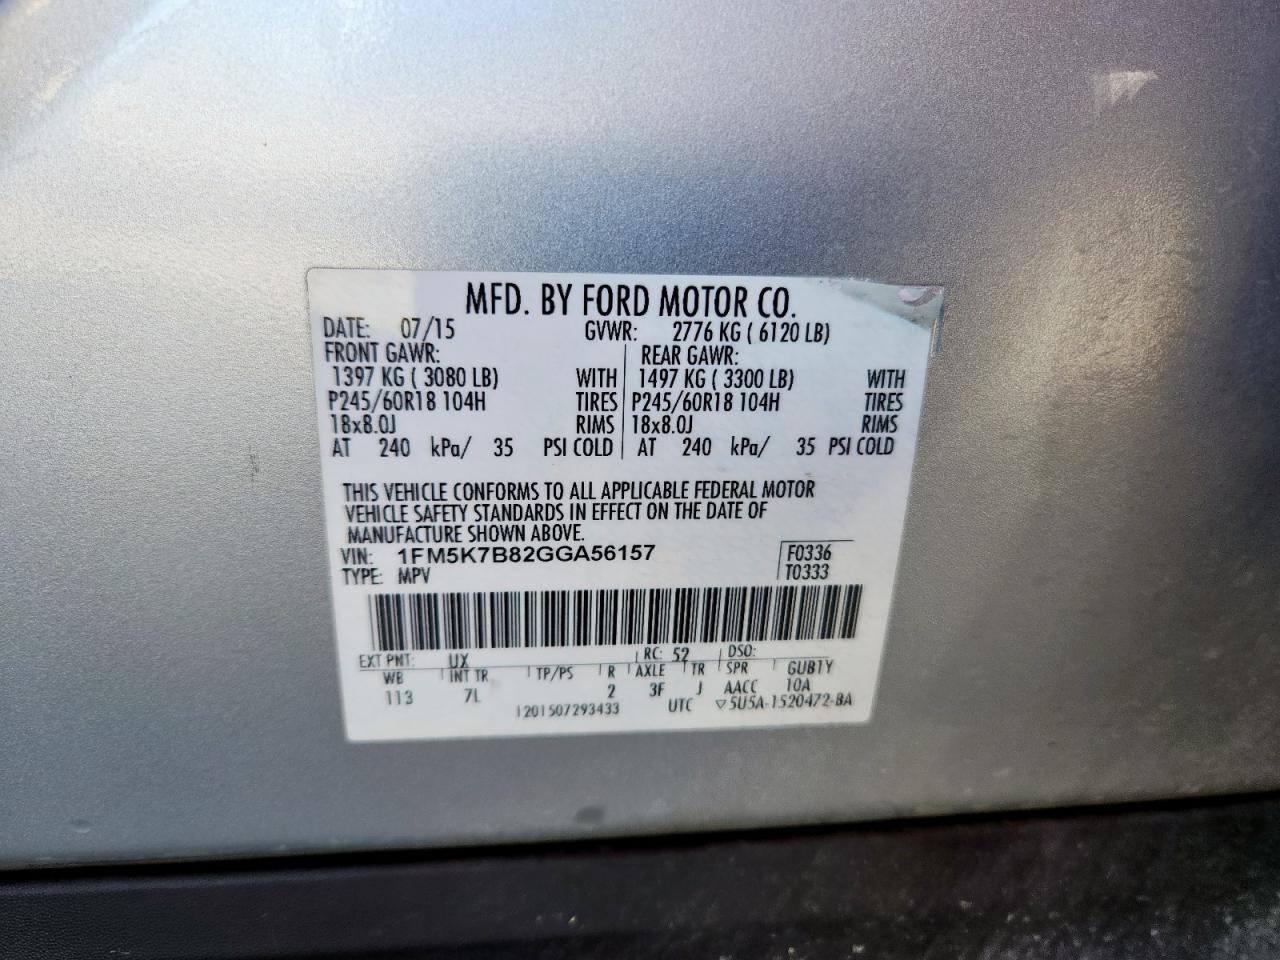 MFD. BY FORD MOTOR CO.
DATE: 07/15 GVWR: 2776 KG ( 6120 LB)
FRONT GAWR: REAR GAWR:
1397 KG ( 3080 LB) WITH 1497 KG ( 3300 LB) WITH
P245/60R18 104H TIRES P245/60R18 104H TIRES
18x8.0J RIMS 18x8.0J RIMS
AT 240 kPa/ 35 PSI COLD AT 240 kPa/ 35 PSI COLD
THIS VEHICLE CONFORMS TO ALL APPLICABLE FEDERAL MOTOR
VEHICLE SAFETY STANDARDS IN EFFECT ON THE DATE OF
MANUFACTURE SHOWN ABOVE.
VIN: 1FM5K7B82GGA56157 F0336
TYPE: MPV T0333
EXT PNT: UX RC: 52 DSO:
WB INT TR TP/PS R AXLE TR SPR GUB1Y
113 7L 2 3F J AACC 10A
1201507293433 UTC ▽5U5A-1520472-BA